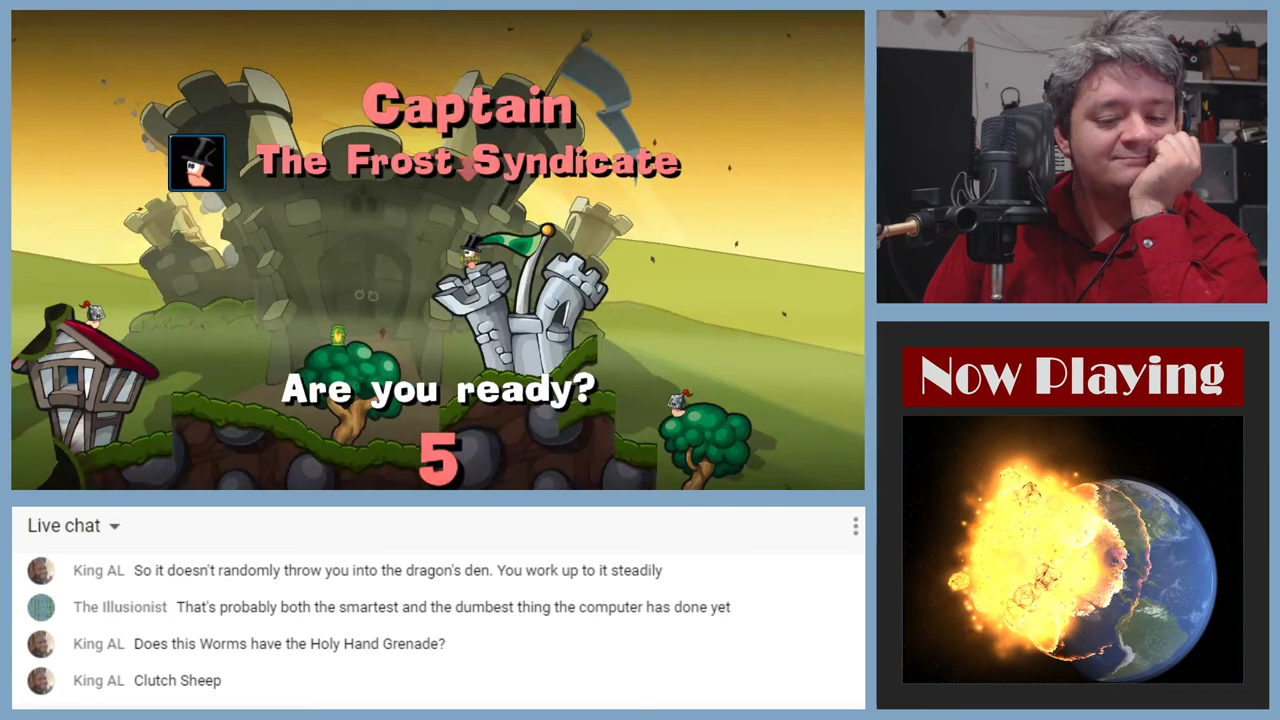 Captain
The Frost Syndicate
Are you ready?
5
Now Playing
Live chat
King AL So it doesn't randomly throw you into the dragon's den. You work up to it steadily
The Illusionist That's probably both the smartest and the dumbest thing the computer has done yet
King AL Does this Worms have the Holy Hand Grenade?
King AL Clutch Sheep